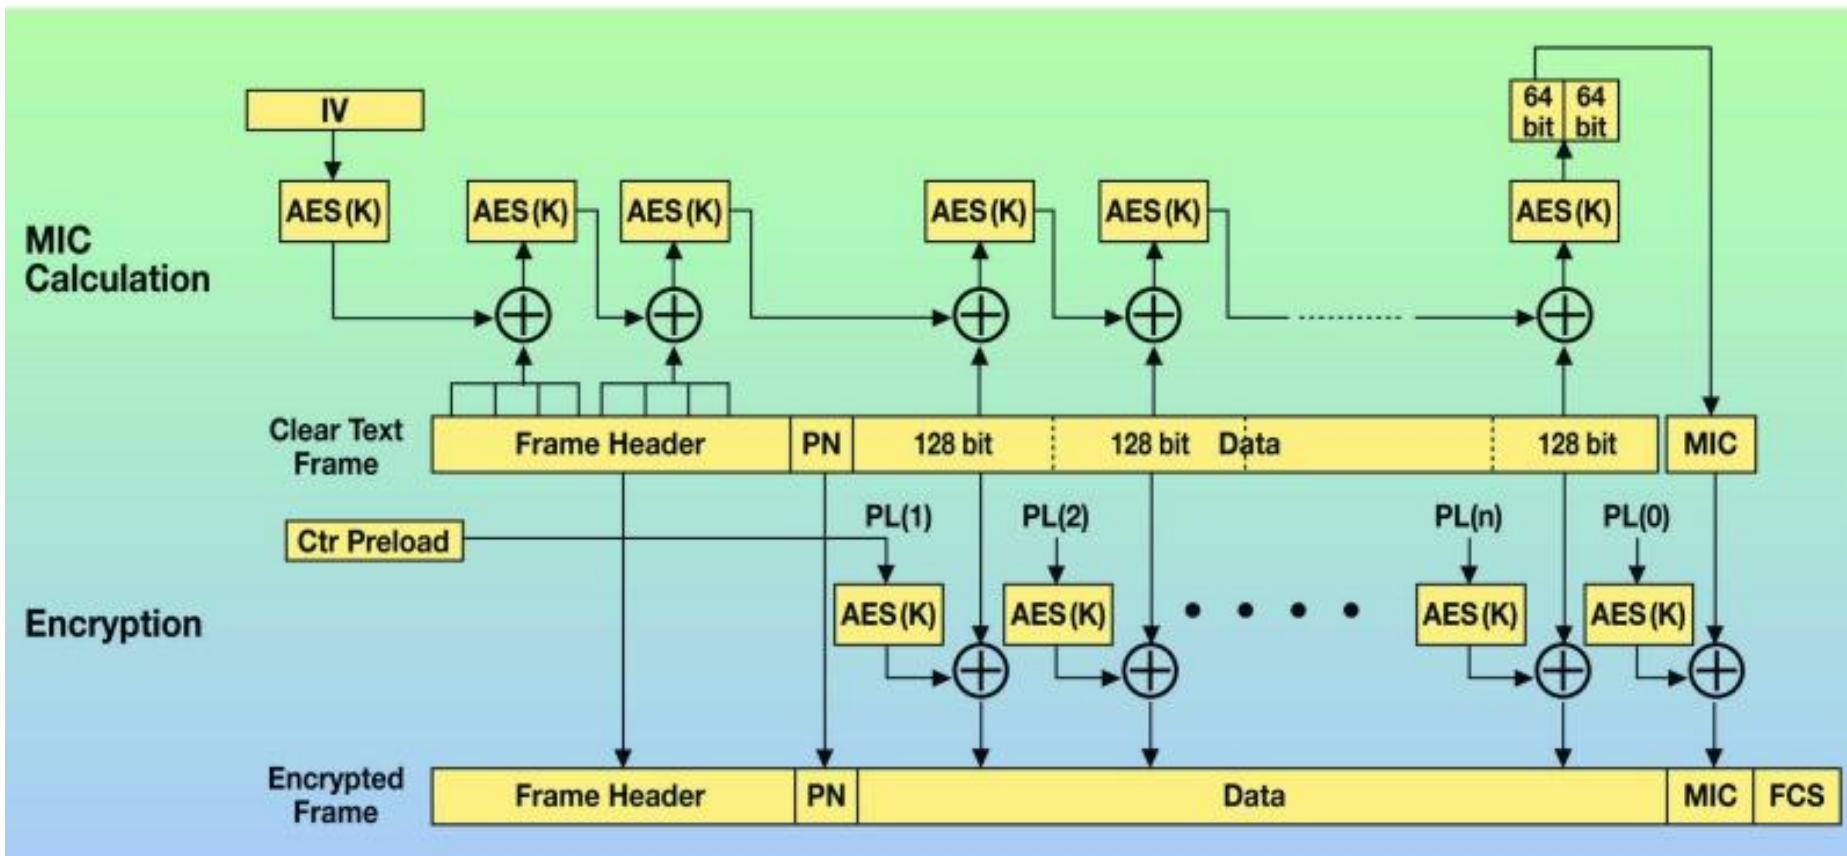 IV
64 bit
64 bit
MIC Calculation
AES(K)
AES(K)
AES(K)
AES(K)
AES(K)
AES(K)
Clear Text Frame
Frame Header
PN
128 bit
128 bit
Data
128 bit
MIC
Ctr Preload
PL(1)
PL(2)
PL(n)
PL(0)
Encryption
AES(K)
AES(K)
AES(K)
AES(K)
Encrypted Frame
Frame Header
PN
Data
MIC
FCS